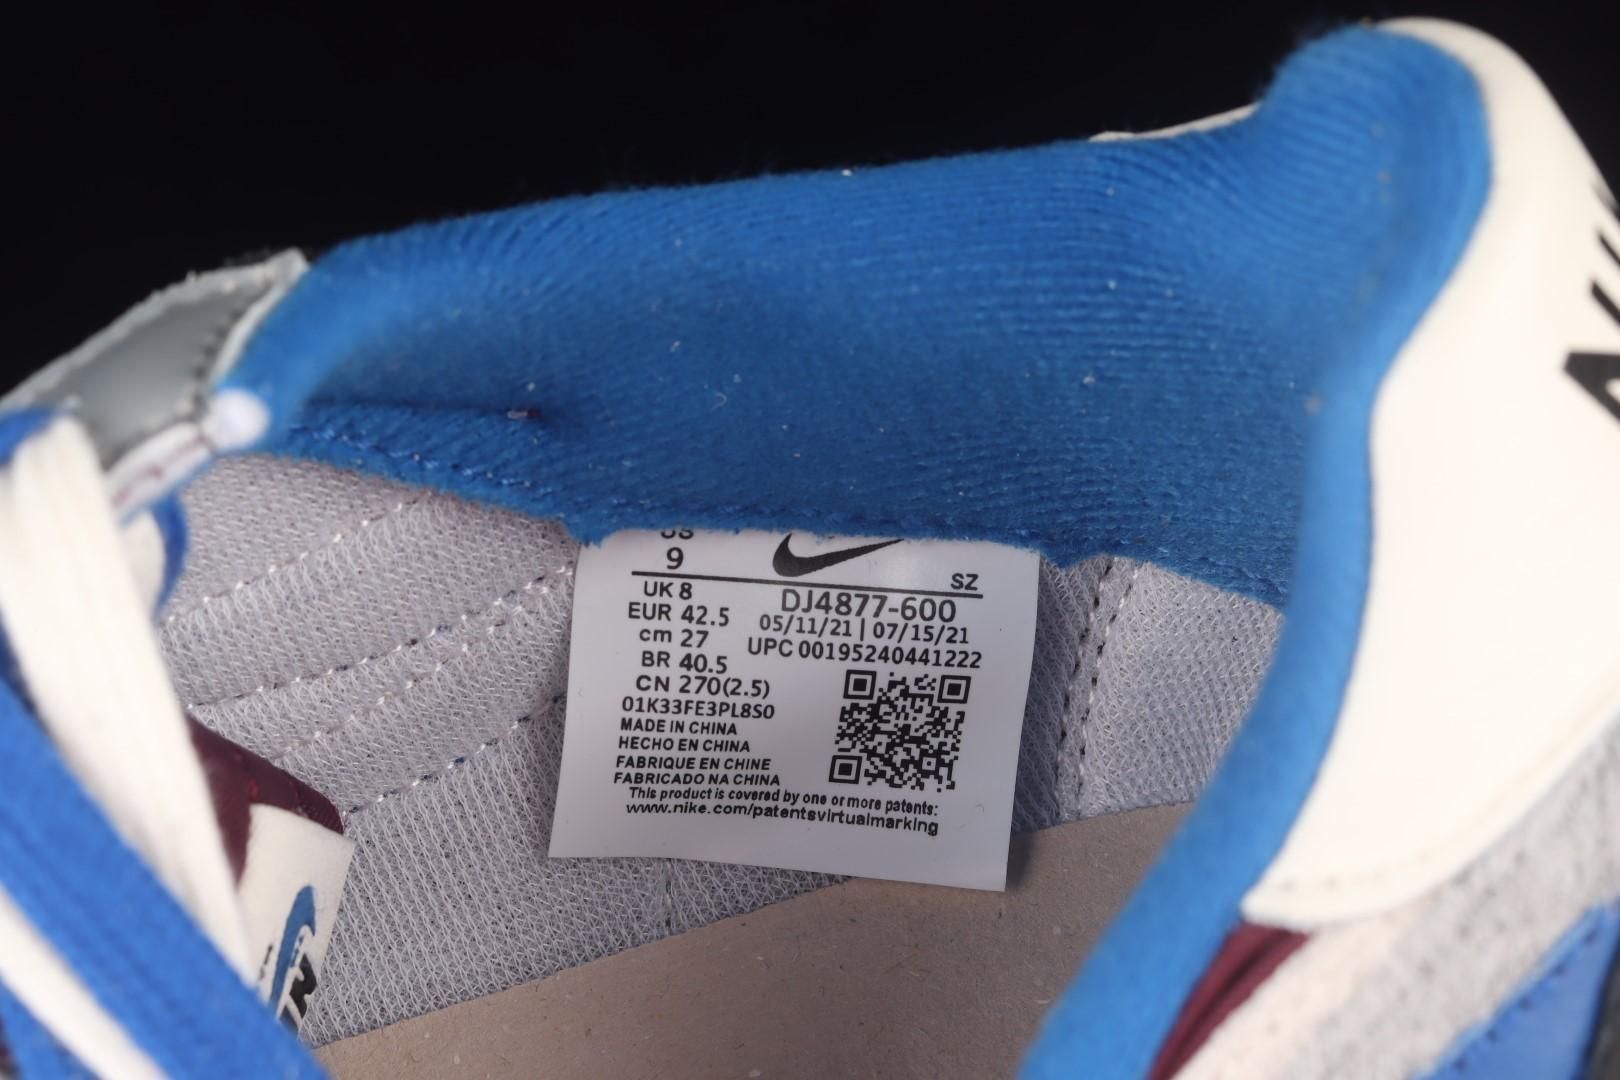 US
9
SZ
UK 8
DJ4877-600
EUR 42.5
05/11/21 | 07/15/21
cm 27
UPC 00195240441222
BR 40.5
CN 270(2.5)
01K33FE3PL8S0
MADE IN CHINA
HECHO EN CHINA
FABRIQUE EN CHINE
FABRICADO NA CHINA
This product is covered by one or more patents:
www.nike.com/patentsvirtualmarking